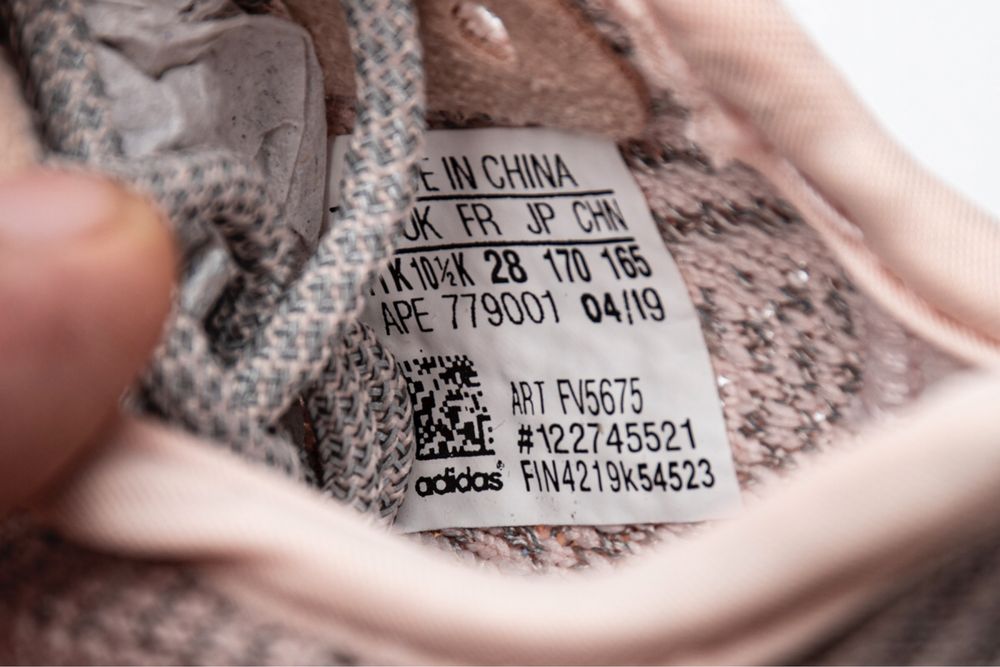 E IN CHINA
UK FR JP CHN
K 10½K 28 170 165
APE 779001 04/19
ART FV5675
#122745521
adidas FIN4219k54523